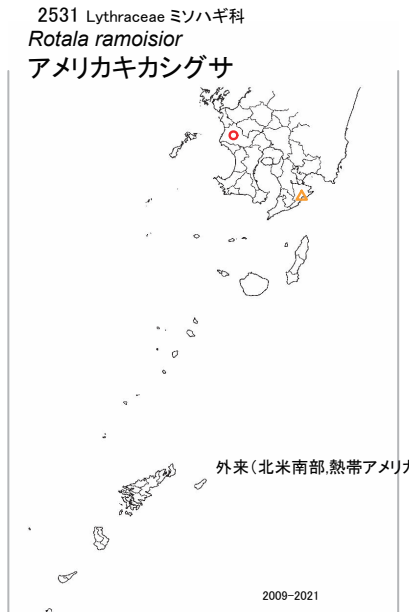 2531 Lythraceae ミソハギ科
Rotala ramoisior
アメリカキカシグサ
外来(北米南部,熱帯アメリカ
2009-2021